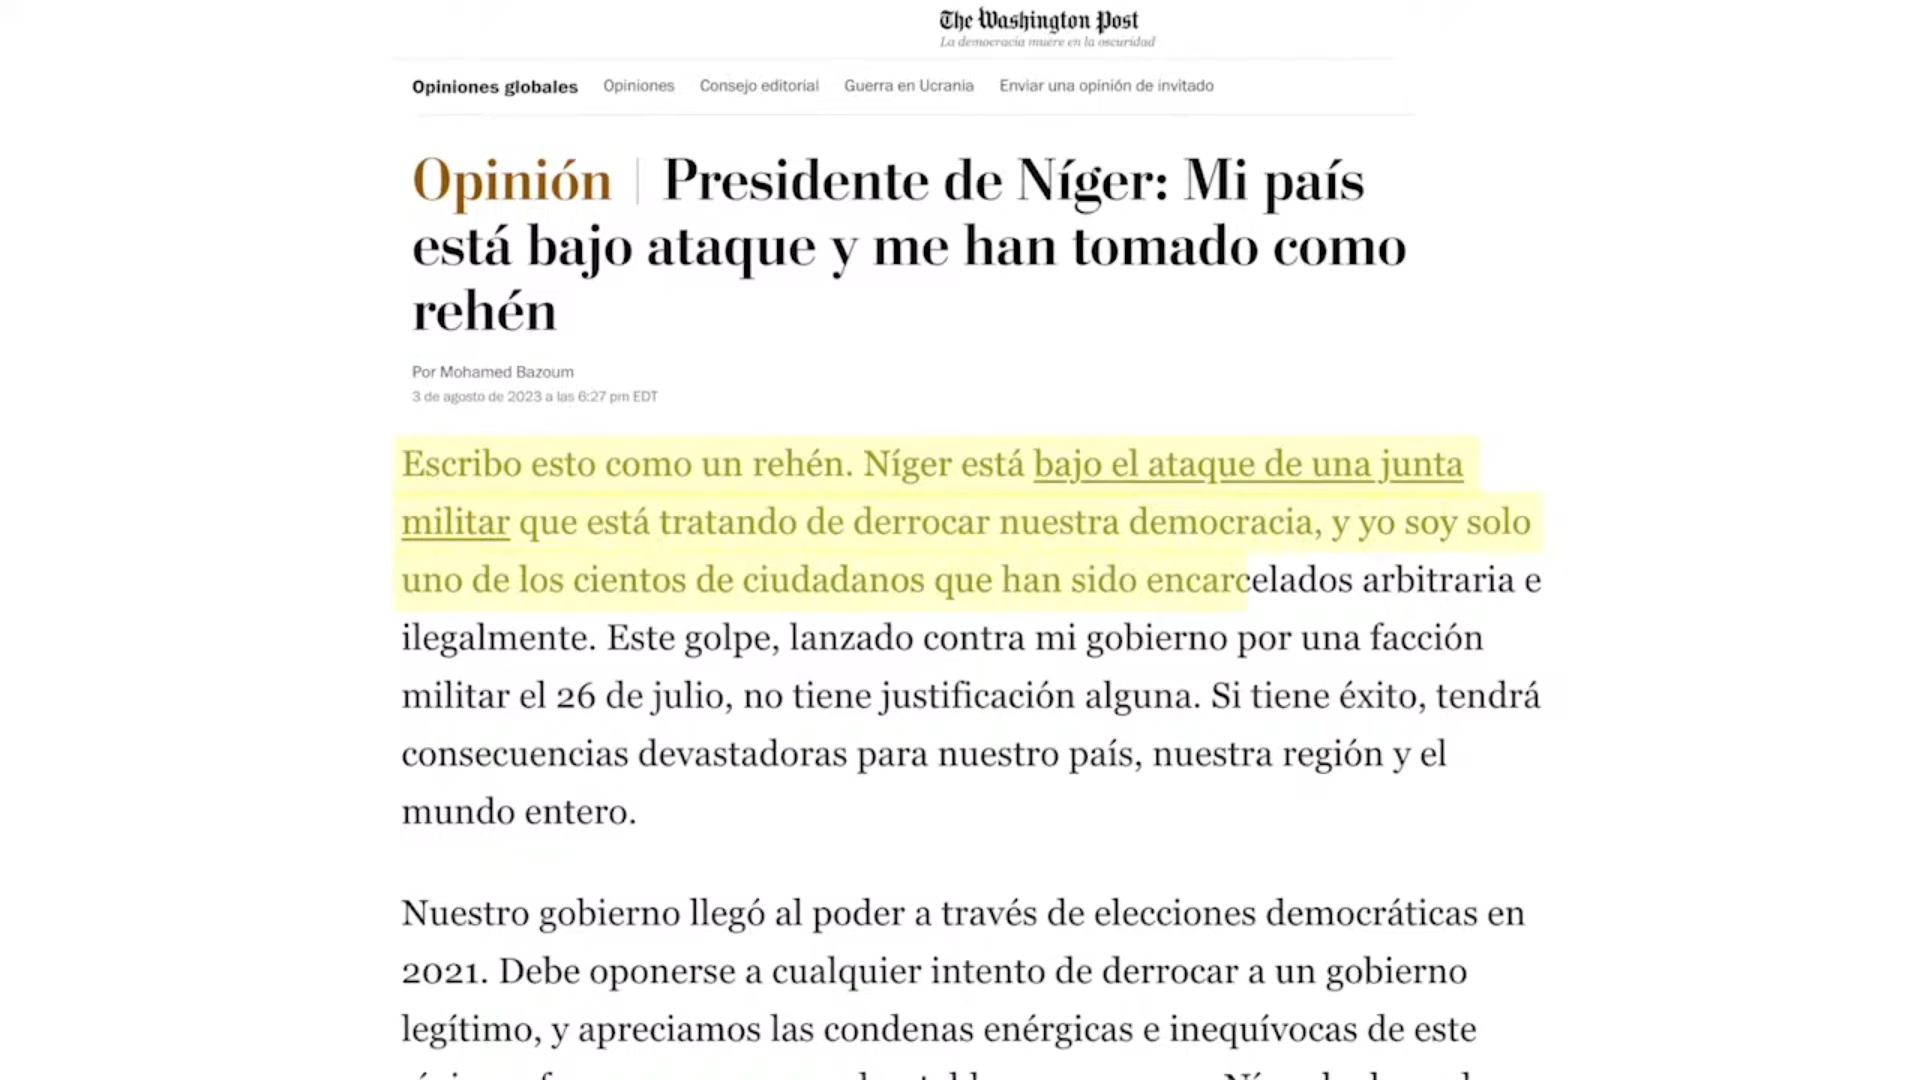 The Washington Post
La democracia muere en la oscuridad
Opiniones globales Opiniones Consejo editorial Guerra en Ucrania Enviar una opinión de invitado
Opinión | Presidente de Níger: Mi país
está bajo ataque y me han tomado como
rehén
Por Mohamed Bazoum
3 de agosto de 2023 a las 6:27 pm EDT
Escribo esto como un rehén. Níger está bajo el ataque de una junta
militar que está tratando de derrocar nuestra democracia, y yo soy solo
uno de los cientos de ciudadanos que han sido encarcelados arbitraria e
ilegalmente. Este golpe, lanzado contra mi gobierno por una facción
militar el 26 de julio, no tiene justificación alguna. Si tiene éxito, tendrá
consecuencias devastadoras para nuestro país, nuestra región y el
mundo entero.
Nuestro gobierno llegó al poder a través de elecciones democráticas en
2021. Debe oponerse a cualquier intento de derrocar a un gobierno
legítimo, y apreciamos las condenas enérgicas e inequívocas de este